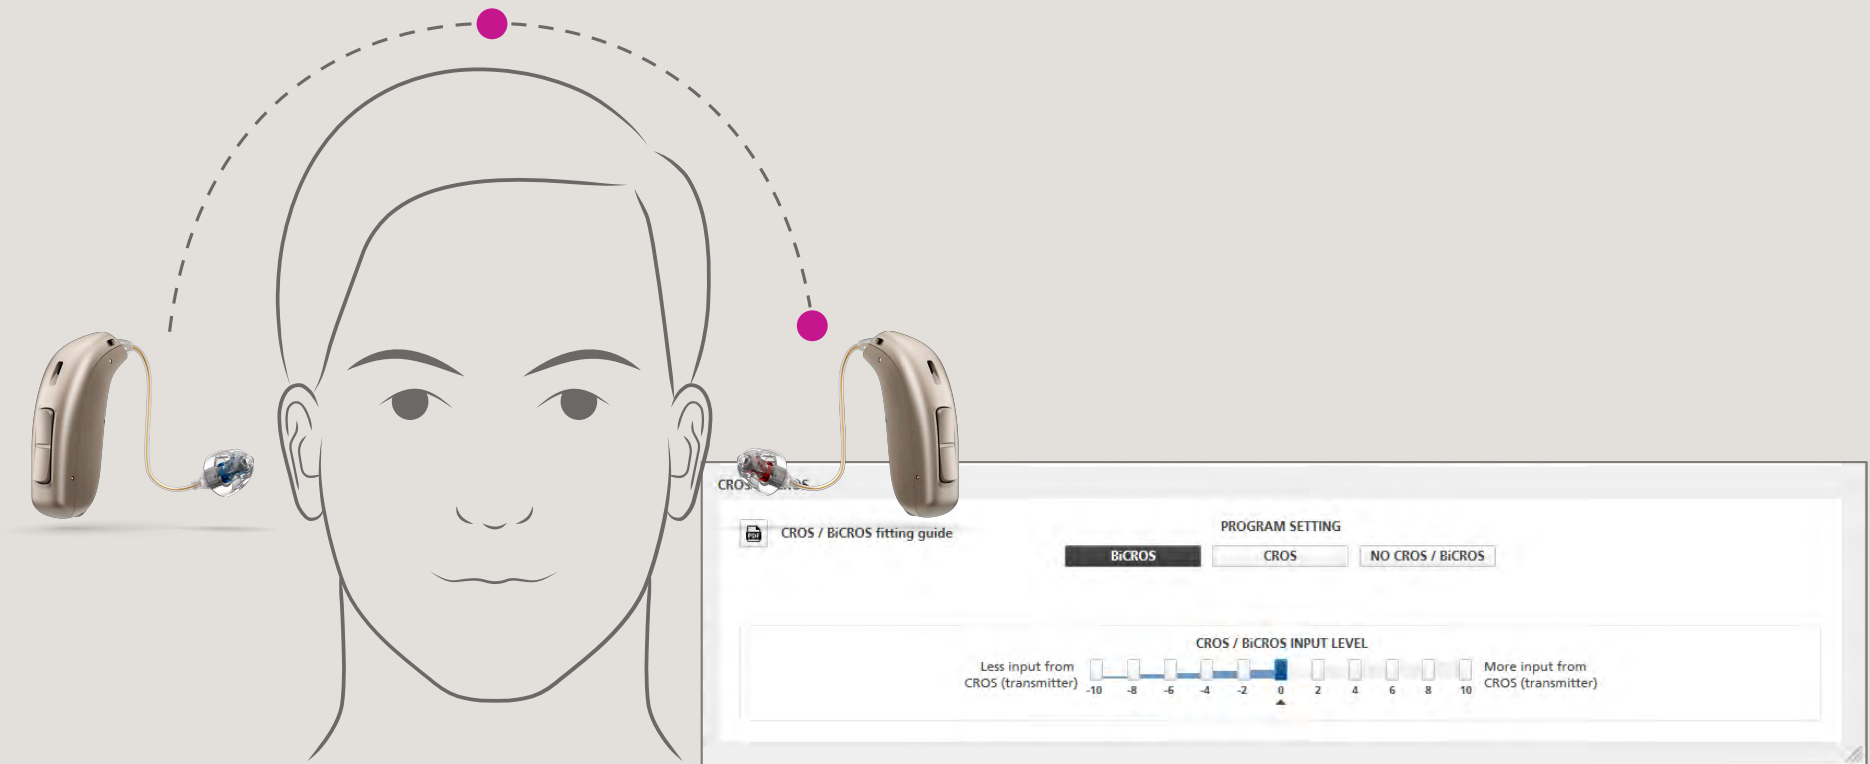 CROS / BiCROS fitting guide
PROGRAM SETTING
BiCROS
CROS
NO CROS / BiCROS
CROS / BiCROS INPUT LEVEL
Less input from
CROS (transmitter)
-10 -8 -6 -4 -2 0 2 4 6 8 10
More input from
CROS (transmitter)